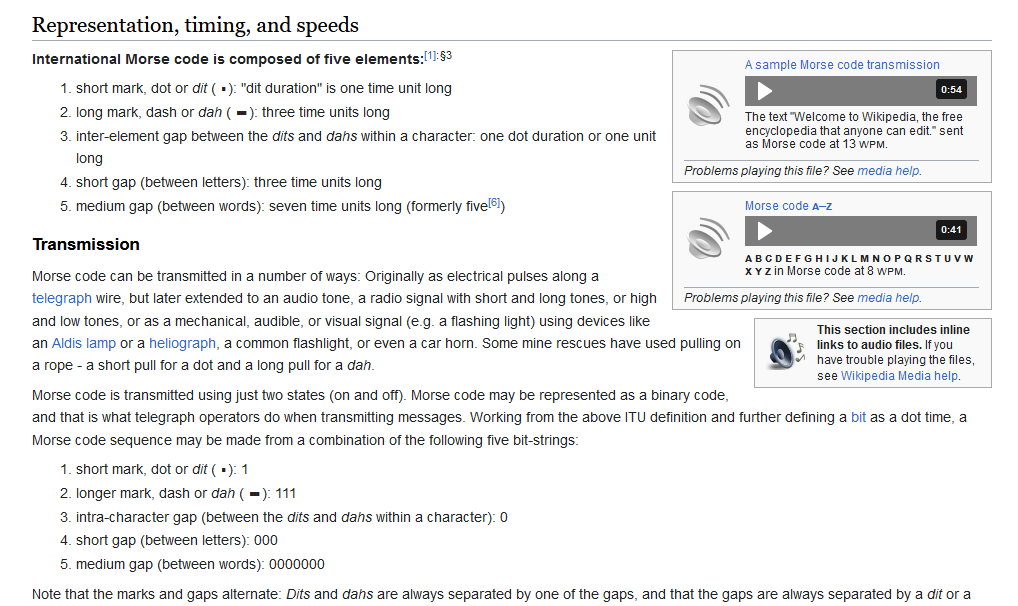 Representation, timing, and speeds
International Morse code is composed of five elements:[1]:§3
1. short mark, dot or dit ( ▪ ): "dit duration" is one time unit long
2. long mark, dash or dah ( ▬ ): three time units long
3. inter-element gap between the dits and dahs within a character: one dot duration or one unit
long
4. short gap (between letters): three time units long
5. medium gap (between words): seven time units long (formerly five[6])
A sample Morse code transmission
0:54
The text "Welcome to Wikipedia, the free
encyclopedia that anyone can edit." sent
as Morse code at 13 WPM.
Problems playing this file? See media help.
Morse code A–Z
0:41
A B C D E F G H I J K L M N O P Q R S T U V W
X Y Z in Morse code at 8 WPM.
Problems playing this file? See media help.
This section includes inline
links to audio files. If you
have trouble playing the files,
see Wikipedia Media help.
Transmission
Morse code can be transmitted in a number of ways: Originally as electrical pulses along a
telegraph wire, but later extended to an audio tone, a radio signal with short and long tones, or high
and low tones, or as a mechanical, audible, or visual signal (e.g. a flashing light) using devices like
an Aldis lamp or a heliograph, a common flashlight, or even a car horn. Some mine rescues have used pulling on
a rope - a short pull for a dot and a long pull for a dah.
Morse code is transmitted using just two states (on and off). Morse code may be represented as a binary code,
and that is what telegraph operators do when transmitting messages. Working from the above ITU definition and further defining a bit as a dot time, a
Morse code sequence may be made from a combination of the following five bit-strings:
1. short mark, dot or dit ( ▪ ): 1
2. longer mark, dash or dah ( ▬ ): 111
3. intra-character gap (between the dits and dahs within a character): 0
4. short gap (between letters): 000
5. medium gap (between words): 0000000
Note that the marks and gaps alternate: Dits and dahs are always separated by one of the gaps, and that the gaps are always separated by a dit or a